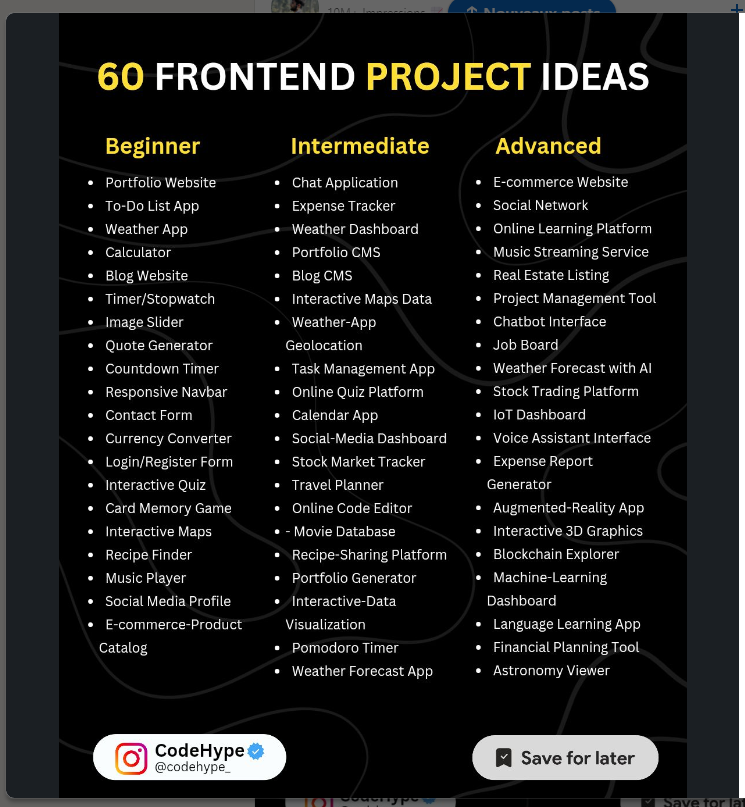 10M+ Impressions
60 FRONTEND PROJECT IDEAS
Beginner
• Portfolio Website
• To-Do List App
• Weather App
• Calculator
• Blog Website
• Timer/Stopwatch
• Image Slider
• Quote Generator
• Countdown Timer
• Responsive Navbar
• Contact Form
• Currency Converter
• Login/Register Form
• Interactive Quiz
• Card Memory Game
• Interactive Maps
• Recipe Finder
• Music Player
• Social Media Profile
• E-commerce-Product
Catalog
Intermediate
• Chat Application
• Expense Tracker
• Weather Dashboard
• Portfolio CMS
• Blog CMS
• Interactive Maps Data
• Weather-App
Geolocation
• Task Management App
• Online Quiz Platform
• Calendar App
• Social-Media Dashboard
• Stock Market Tracker
• Travel Planner
• Online Code Editor
• - Movie Database
• Recipe-Sharing Platform
• Portfolio Generator
• Interactive-Data
Visualization
• Pomodoro Timer
• Weather Forecast App
Advanced
• E-commerce Website
• Social Network
• Online Learning Platform
• Music Streaming Service
• Real Estate Listing
• Project Management Tool
• Chatbot Interface
• Job Board
• Weather Forecast with AI
• Stock Trading Platform
• IoT Dashboard
• Voice Assistant Interface
• Expense Report
Generator
• Augmented-Reality App
• Interactive 3D Graphics
• Blockchain Explorer
• Machine-Learning
Dashboard
• Language Learning App
• Financial Planning Tool
• Astronomy Viewer
CodeHype
@codehype_
Save for later
CodeHype
Save for lat